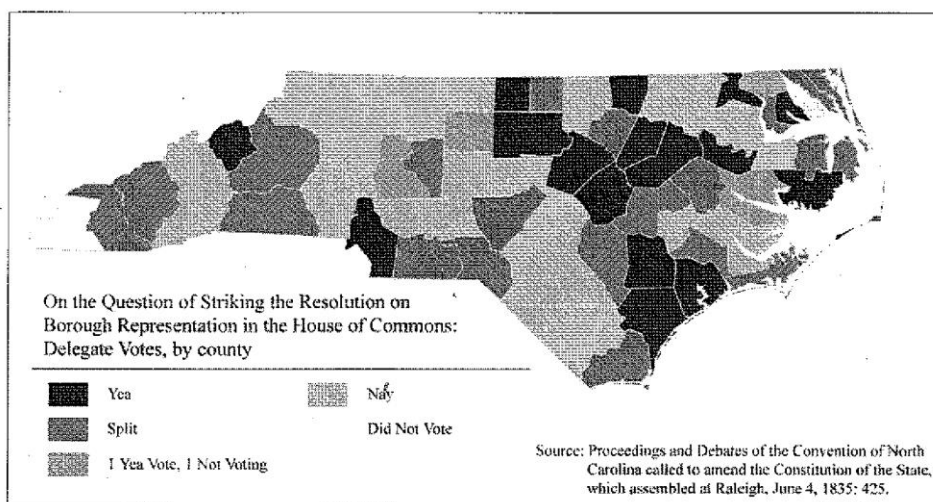 On the Question of Striking the Resolution on
Borough Representation in the House of Commons:
Delegate Votes, by county
Yea
Nay
Split
Did Not Vote
1 Yea Vote, 1 Not Voting
Source: Proceedings and Debates of the Convention of North
Carolina called to amend the Constitution of the State,
which assembled at Raleigh, June 4, 1835; 425.